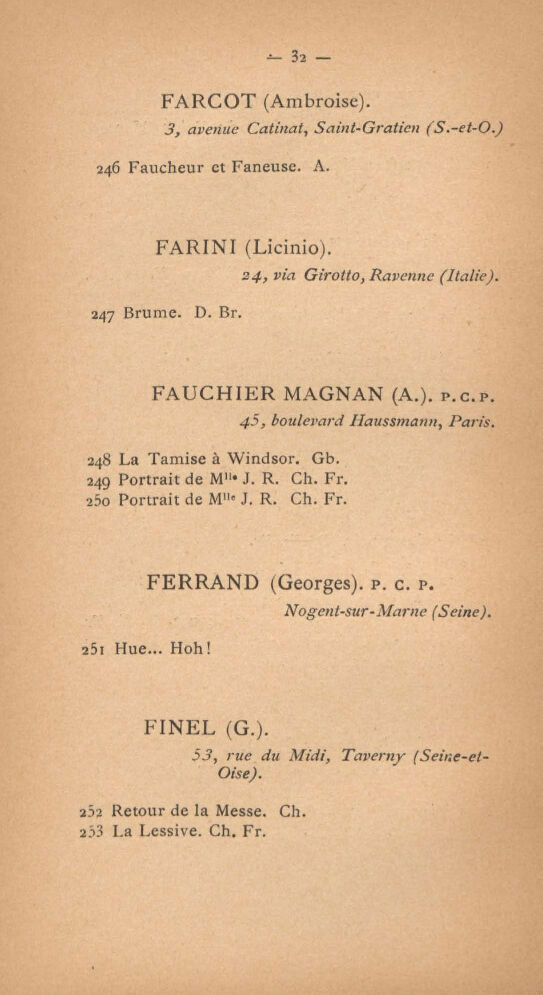 — 32 —
FARCOT (Ambroise).
3, avenue Catinat, Saint-Gratien (S.-et-O.)
246 Faucheur et Faneuse. A.
FARINI (Licinio).
24, via Girotto, Ravenne (Italie).
247 Brume. D. Br.
FAUCHIER MAGNAN (A.). P.C.P.
45, boulevard Haussmann, Paris.
248 La Tamise à Windsor. Gb.
249 Portrait de Mlle J. R. Ch. Fr.
250 Portrait de Mlle J. R. Ch. Fr.
FERRAND (Georges). P. C. P.
Nogent-sur-Marne (Seine).
251 Hue... Hoh!
FINEL (G.).
53, rue du Midi, Taverny (Seine-et-
Oise).
252 Retour de la Messe. Ch.
253 La Lessive. Ch. Fr.